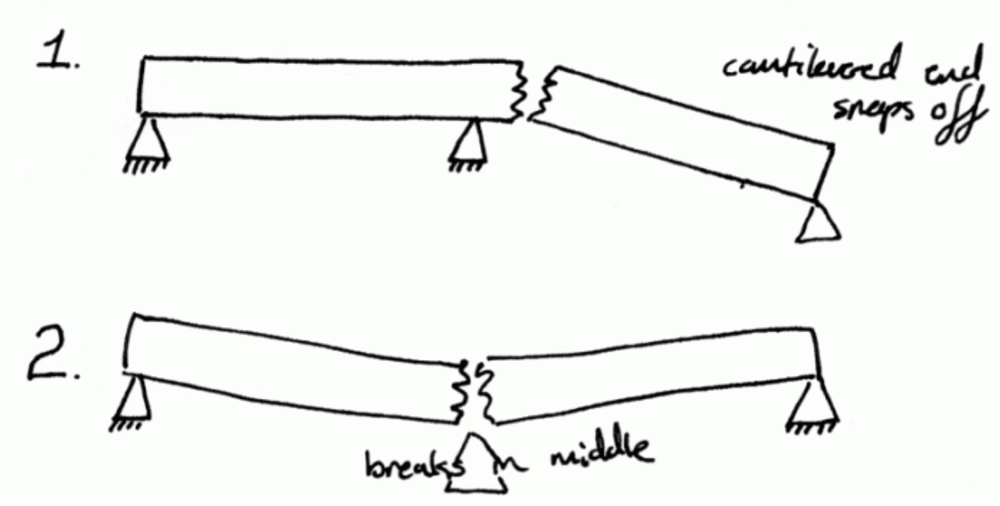 1.
cantilevered end
snaps off
2.
breaks in middle